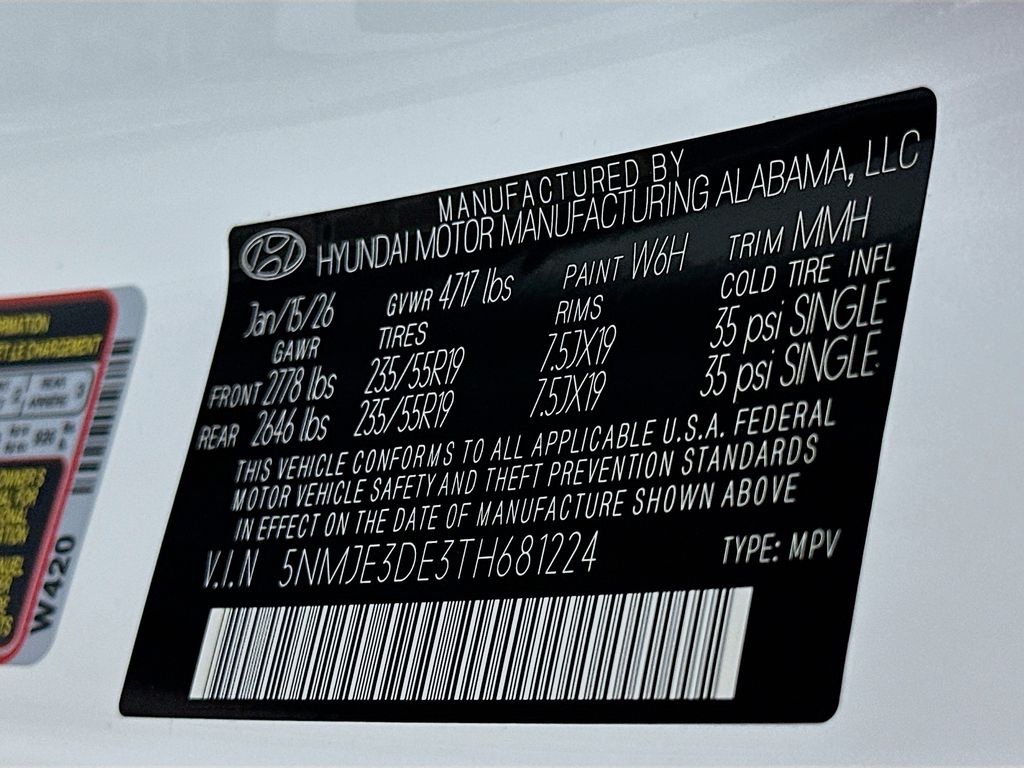 MANUFACTURED BY
HYUNDAI MOTOR MANUFACTURING ALABAMA, LLC
Jan/15/26 GVWR 4717 lbs PAINT W6H TRIM MMH
GAWR TIRES RIMS COLD TIRE INFL
FRONT 2778 lbs 235/55R19 7.5JX19 35 psi SINGLE
REAR 2646 lbs 235/55R19 7.5JX19 35 psi SINGLE
THIS VEHICLE CONFORMS TO ALL APPLICABLE U.S.A. FEDERAL
MOTOR VEHICLE SAFETY AND THEFT PREVENTION STANDARDS
IN EFFECT ON THE DATE OF MANUFACTURE SHOWN ABOVE
V.I.N 5NMJE3DE3TH681224 TYPE: MPV
ET LE CHARGEMENT
W420